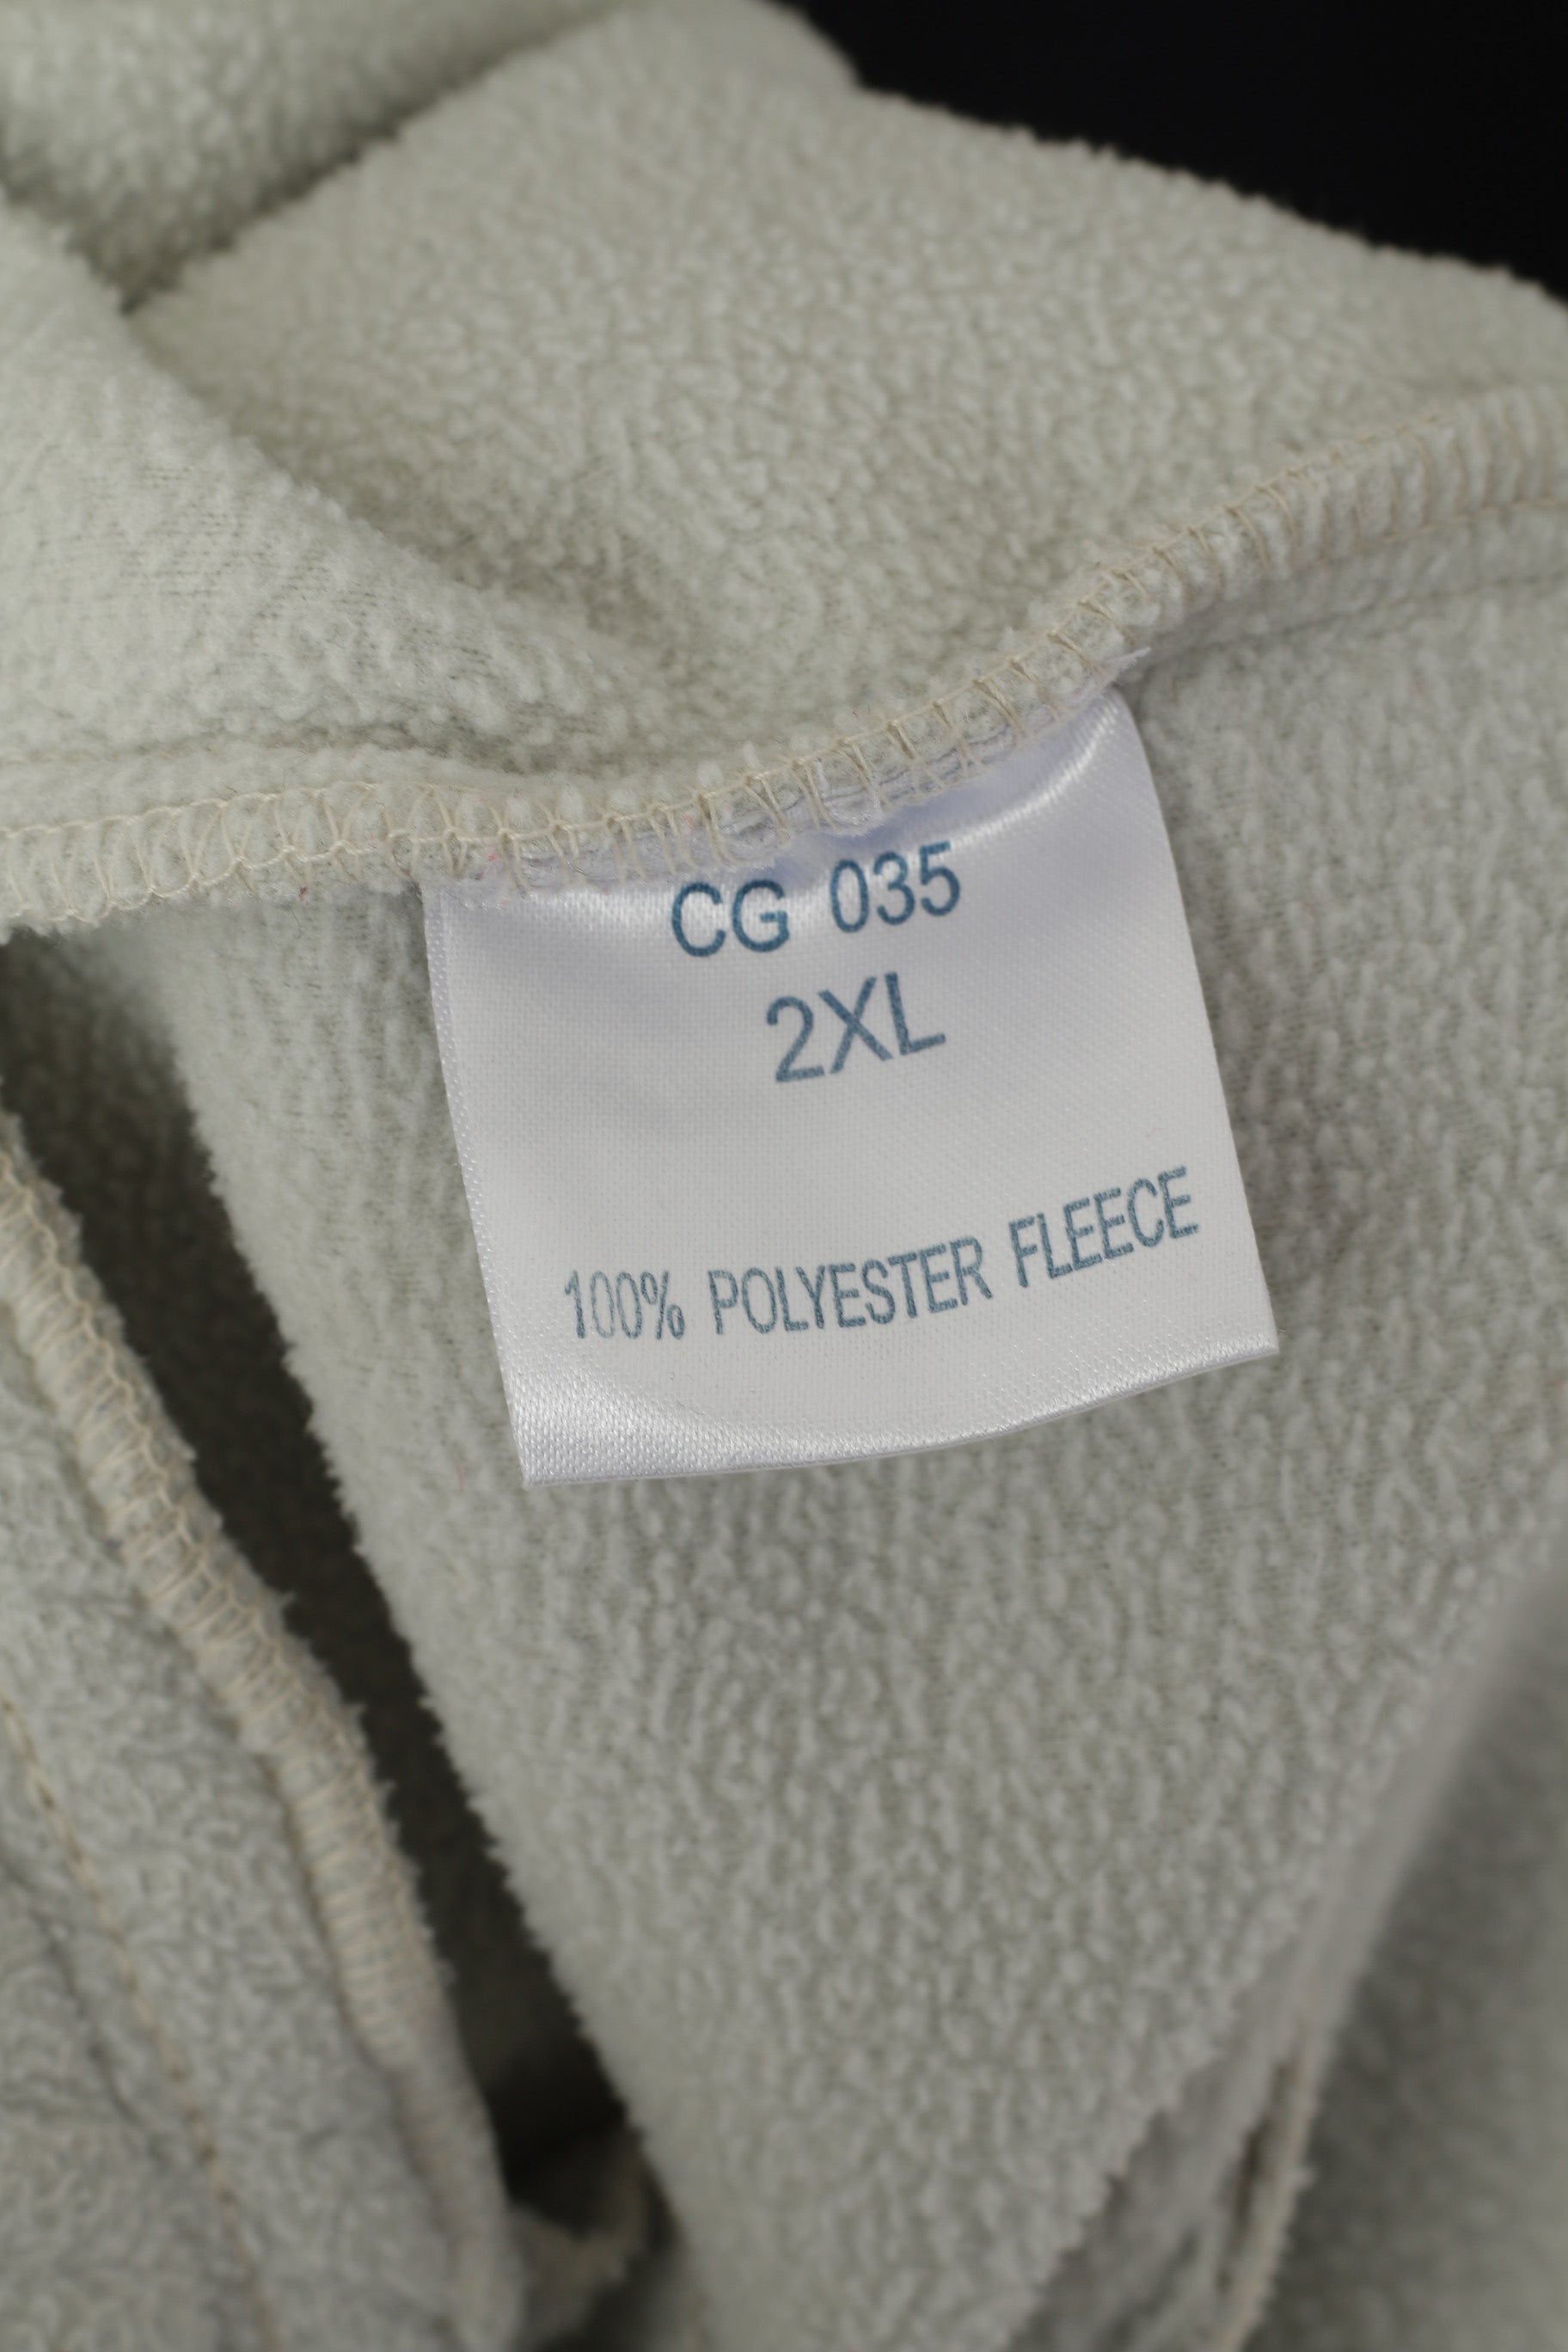 CG 035
2XL
100% POLYESTER FLEECE